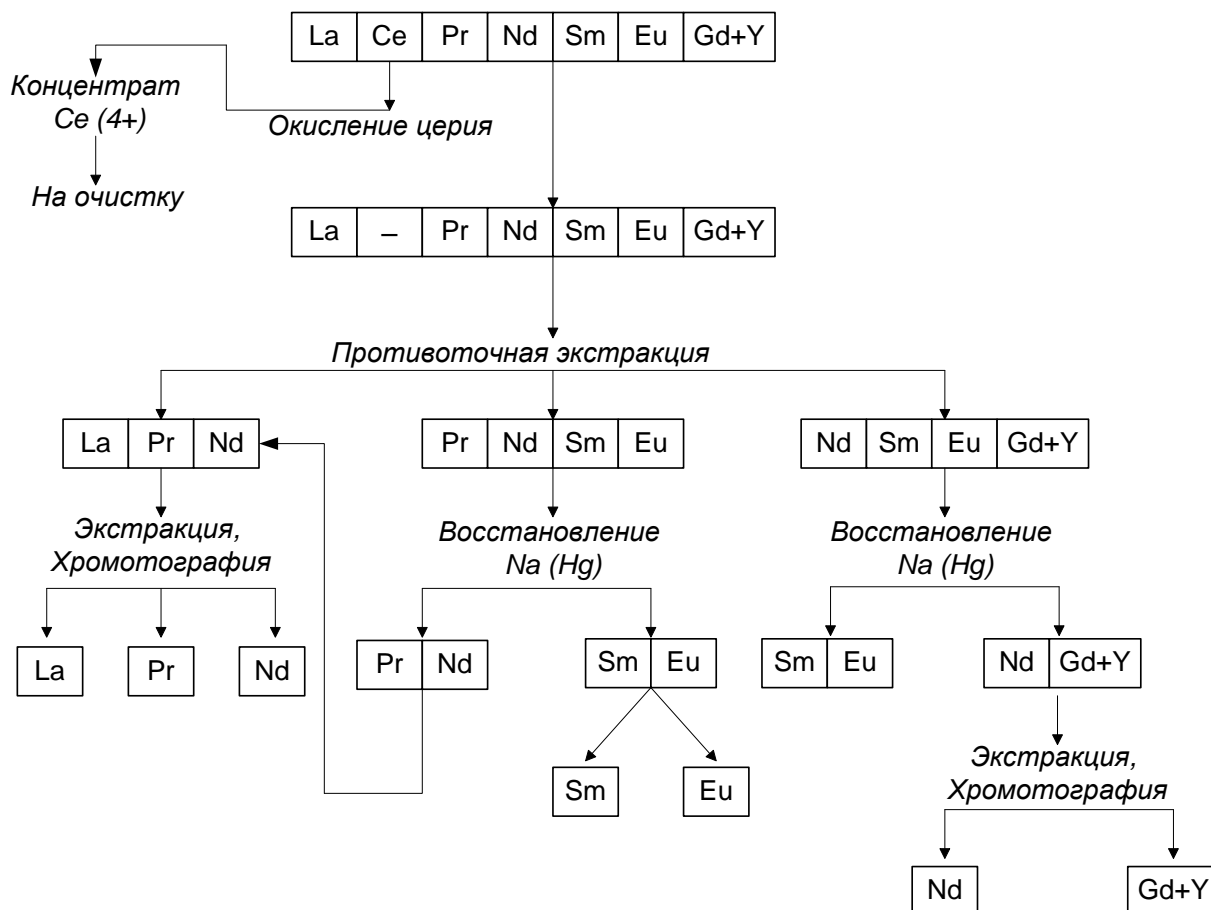 La Ce Pr Nd Sm Eu Gd+Y
Концентрат
Ce (4+)
Окисление церия
На очистку
La – Pr Nd Sm Eu Gd+Y
Противоточная экстракция
La Pr Nd
Pr Nd Sm Eu
Nd Sm Eu Gd+Y
Экстракция,
Хромотография
Восстановление
Na (Hg)
Восстановление
Na (Hg)
La Pr Nd
Pr Nd
Sm Eu
Sm Eu
Nd Gd+Y
Sm Eu
Экстракция,
Хромотография
Nd Gd+Y